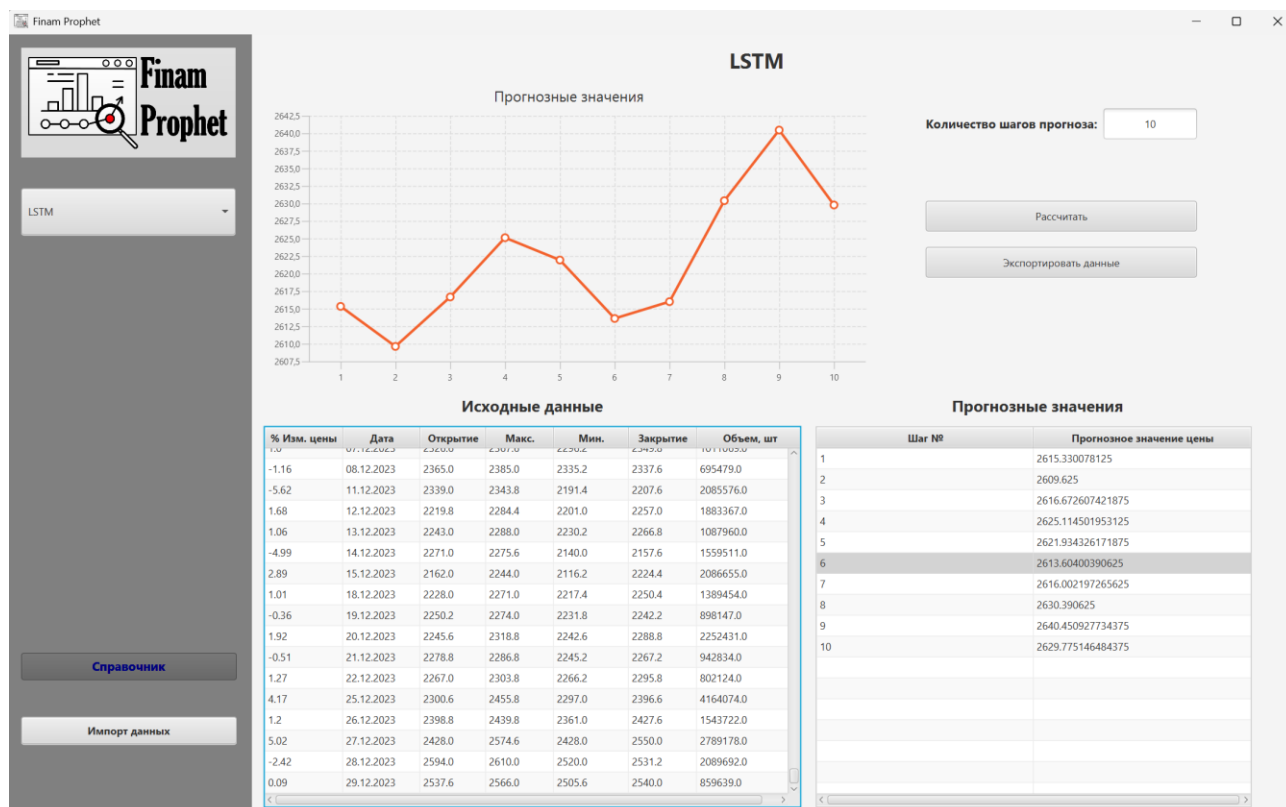 Finam Prophet
Finam
Prophet
LSTM
Справочник
Импорт данных
LSTM
Прогнозные значения
2642,5
2640,0
2637,5
2635,0
2632,5
2630,0
2627,5
2625,0
2622,5
2620,0
2617,5
2615,0
2612,5
2610,0
2607,5
1 2 3 4 5 6 7 8 9 10
Количество шагов прогноза: 10
Рассчитать
Экспортировать данные
Исходные данные
% Изм. цены Дата Открытие Макс. Мин. Закрытие Объем, шт
-1.16 08.12.2023 2365.0 2385.0 2335.2 2337.6 695479.0
-5.62 11.12.2023 2339.0 2343.8 2191.4 2207.6 2085576.0
1.68 12.12.2023 2219.8 2284.4 2201.0 2257.0 1883367.0
1.06 13.12.2023 2243.0 2288.0 2230.2 2266.8 1087960.0
-4.99 14.12.2023 2271.0 2275.6 2140.0 2157.6 1559511.0
2.89 15.12.2023 2162.0 2244.0 2116.2 2224.4 2086655.0
1.01 18.12.2023 2228.0 2271.0 2217.4 2250.4 1389454.0
-0.36 19.12.2023 2250.2 2274.0 2231.8 2242.2 898147.0
1.92 20.12.2023 2245.6 2318.8 2242.6 2288.8 2252431.0
-0.51 21.12.2023 2278.8 2286.8 2245.2 2267.2 942834.0
1.27 22.12.2023 2267.0 2303.8 2266.2 2295.8 802124.0
4.17 25.12.2023 2300.6 2455.8 2297.0 2396.6 4164074.0
1.2 26.12.2023 2398.8 2439.8 2361.0 2427.6 1543722.0
5.02 27.12.2023 2428.0 2574.6 2428.0 2550.0 2789178.0
-2.42 28.12.2023 2594.0 2610.0 2520.0 2531.2 2089692.0
0.09 29.12.2023 2537.6 2566.0 2505.6 2540.0 859639.0
Прогнозные значения
Шаг № Прогнозное значение цены
1 2615.330078125
2 2609.625
3 2616.672607421875
4 2625.114501953125
5 2621.934326171875
6 2613.60400390625
7 2616.002197265625
8 2630.390625
9 2640.450927734375
10 2629.775146484375